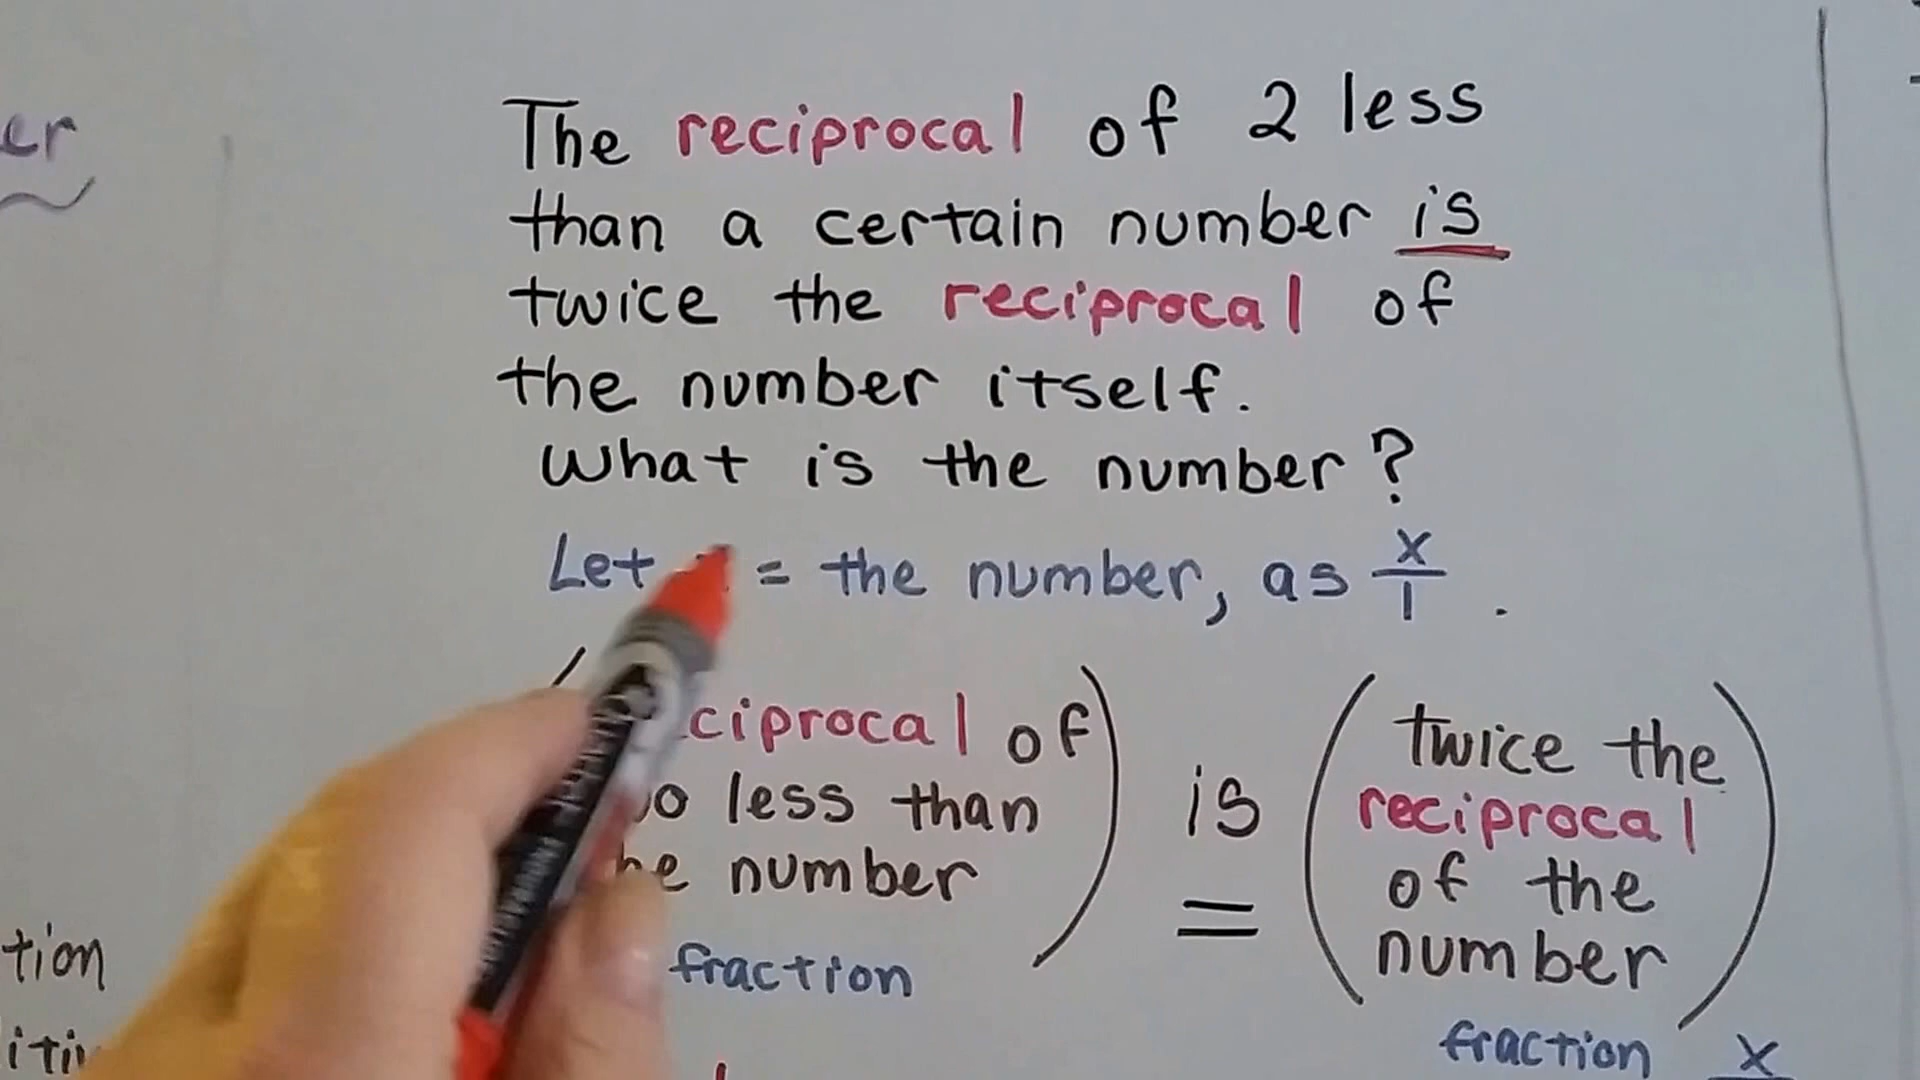 er
The reciprocal of 2 less
than a certain number is
twice the reciprocal of
the number itself.
What is the number?
Let = the number, as x/1 .
of
less than
number
is
=
twice the
reciprocal
of the
number
fraction
fraction x
tion